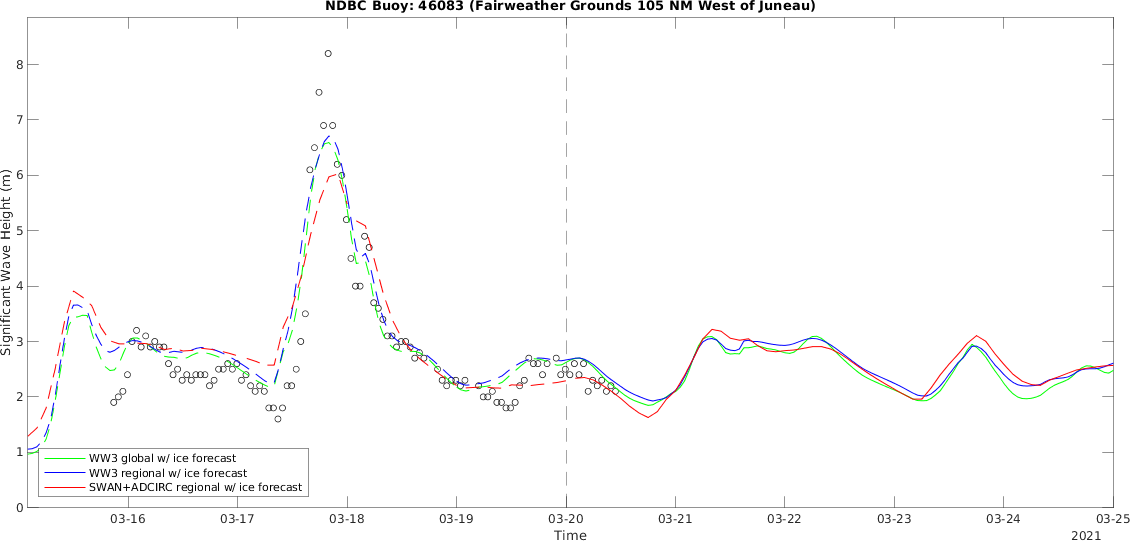 NDBC Buoy: 46083 (Fairweather Grounds 105 NM West of Juneau)
Significant Wave Height (m)
8
7
6
5
4
3
2
1
0
WW3 global w/ ice forecast
WW3 regional w/ ice forecast
SWAN+ADCIRC regional w/ ice forecast
03-16 03-17 03-18 03-19 03-20 03-21 03-22 03-23 03-24 03-25
Time
2021